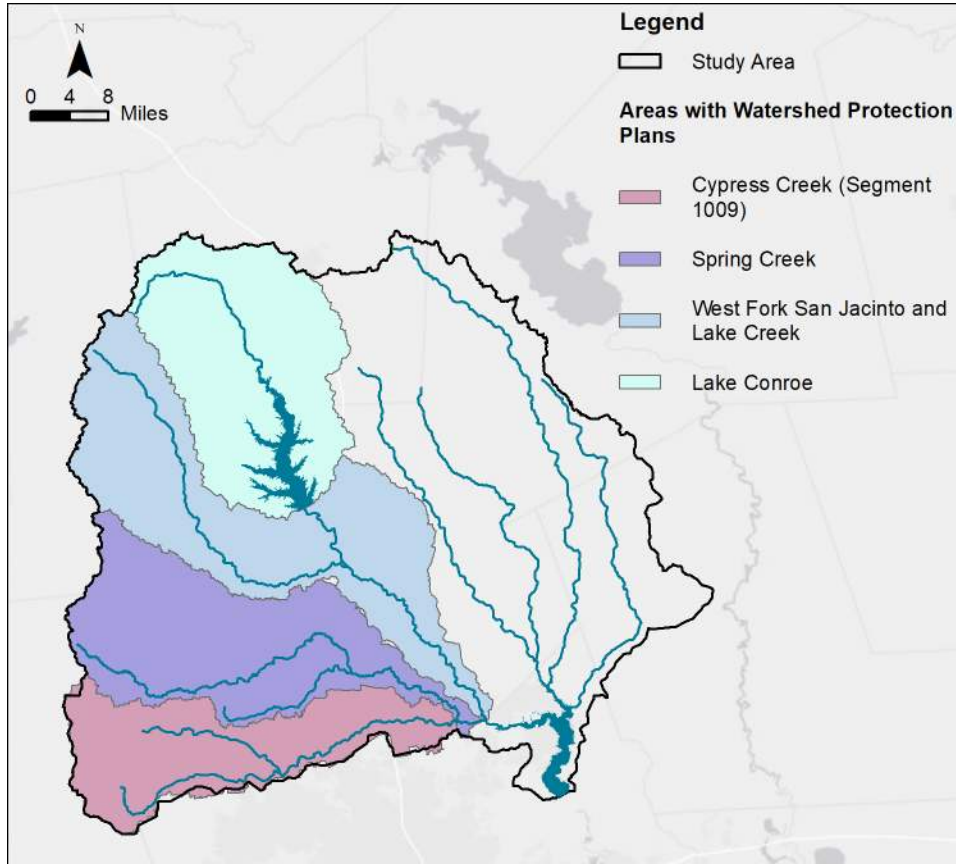 N
0 4 8
Miles
Legend
Study Area
Areas with Watershed Protection
Plans
Cypress Creek (Segment
1009)
Spring Creek
West Fork San Jacinto and
Lake Creek
Lake Conroe